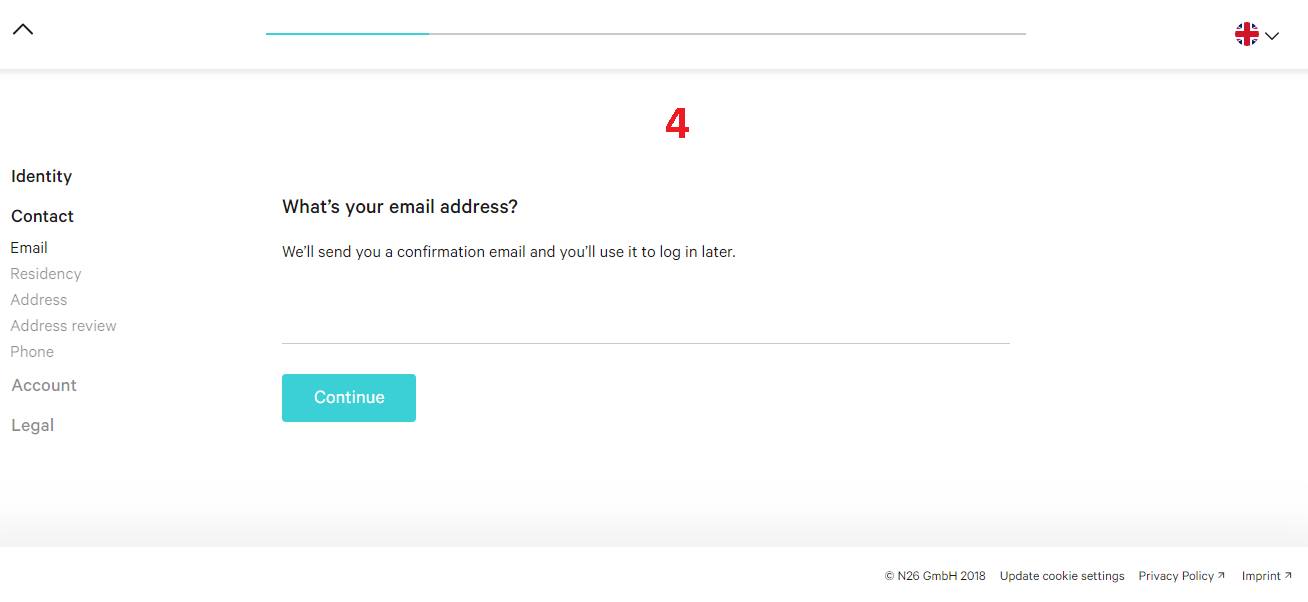 4
Identity
Contact
Email
Residency
Address
Address review
Phone
Account
Legal
What's your email address?
We'll send you a confirmation email and you'll use it to log in later.
Continue
© N26 GmbH 2018 Update cookie settings Privacy Policy ↗ Imprint ↗